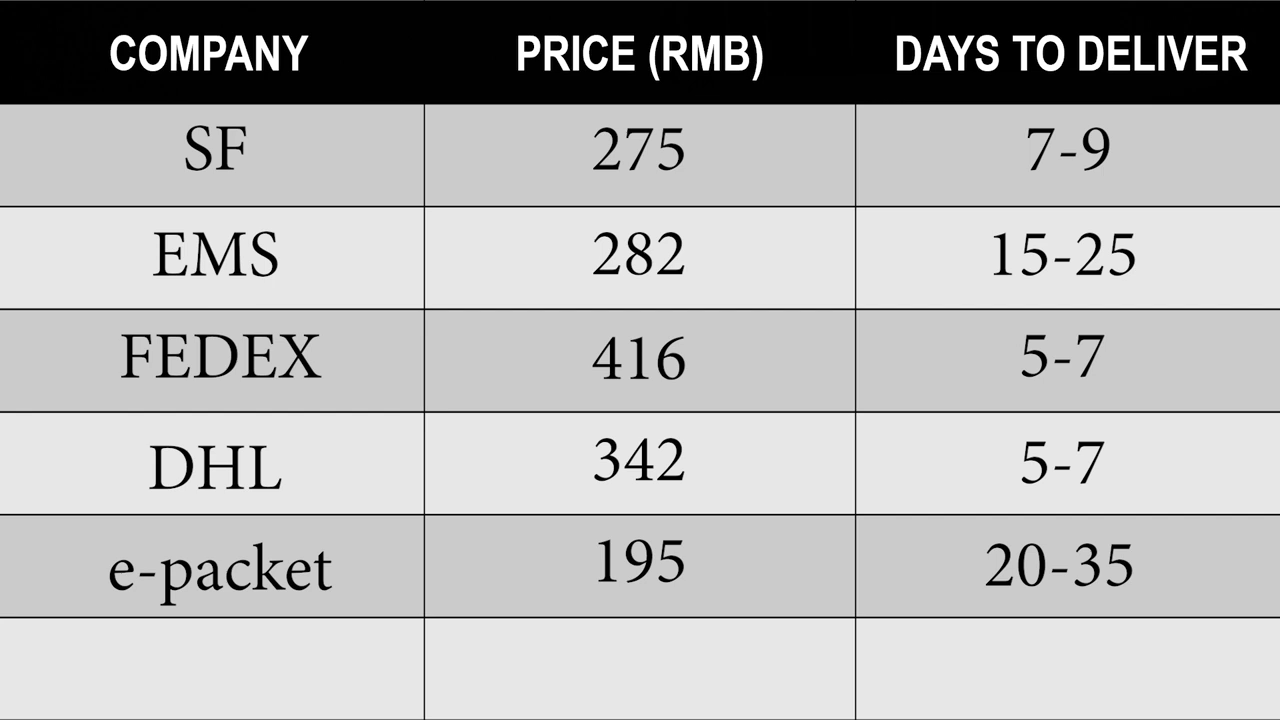 COMPANY PRICE (RMB) DAYS TO DELIVER
SF 275 7-9
EMS 282 15-25
FEDEX 416 5-7
DHL 342 5-7
e-packet 195 20-35